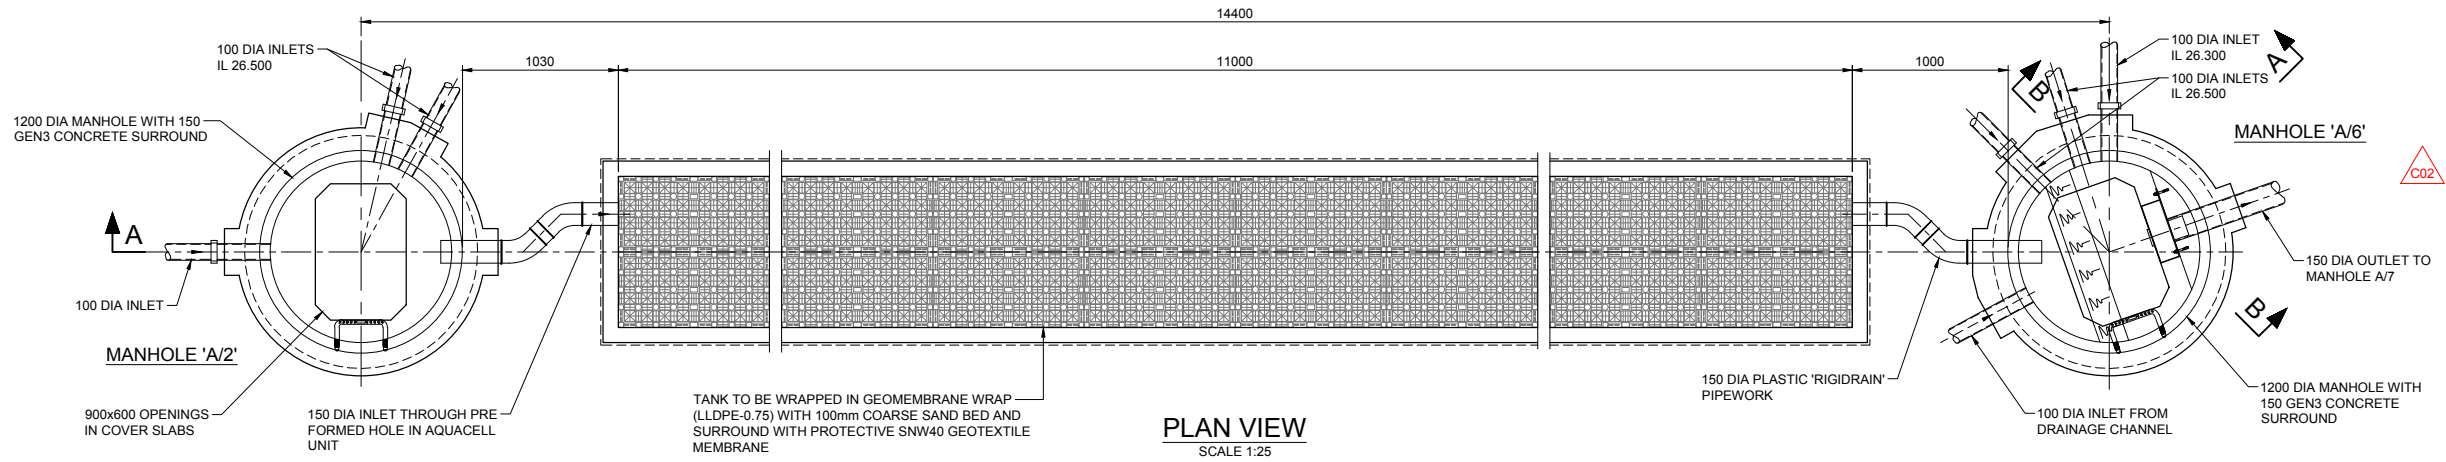 14400
100 DIA INLETS
IL 26.500
1030
11000
1000
100 DIA INLET
IL 26.300
100 DIA INLETS
IL 26.500
A
B
1200 DIA MANHOLE WITH 150
GEN3 CONCRETE SURROUND
MANHOLE 'A/6'
C02
A
100 DIA INLET
150 DIA OUTLET TO
MANHOLE A/7
B
MANHOLE 'A/2'
900x600 OPENINGS
IN COVER SLABS
150 DIA INLET THROUGH PRE
FORMED HOLE IN AQUACELL
UNIT
TANK TO BE WRAPPED IN GEOMEMBRANE WRAP
(LLDPE-0.75) WITH 100mm COARSE SAND BED AND
SURROUND WITH PROTECTIVE SNW40 GEOTEXTILE
MEMBRANE
PLAN VIEW
SCALE 1:25
150 DIA PLASTIC 'RIGIDRAIN'
PIPEWORK
100 DIA INLET FROM
DRAINAGE CHANNEL
1200 DIA MANHOLE WITH
150 GEN3 CONCRETE
SURROUND